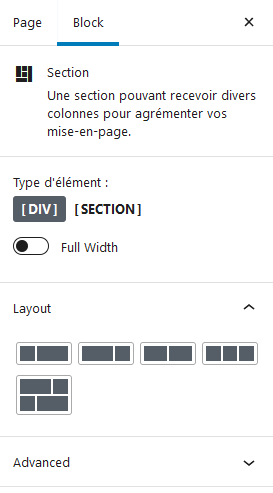 Page Block
Section
Une section pouvant recevoir divers
colonnes pour agrémenter vos
mise-en-page.
Type d'élément :
[DIV] [SECTION]
Full Width
Layout
Advanced